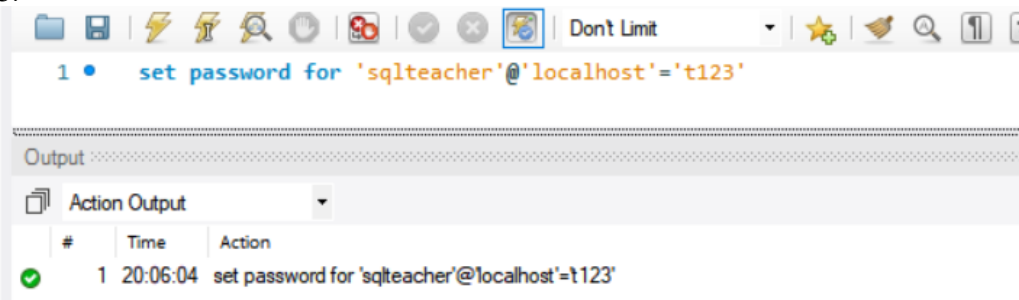 Don't Limit
1 set password for 'sqlteacher'@'localhost'='t123'
Output
Action Output
# Time Action
1 20:06:04 set password for 'sqlteacher'@'localhost'='t123'